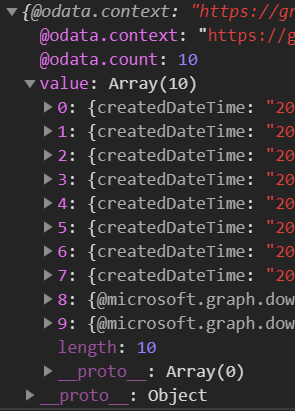 {@odata.context: "https://gr
@odata.context: "https://g
@odata.count: 10
value: Array(10)
0: {createdDateTime: "20
1: {createdDateTime: "20
2: {createdDateTime: "20
3: {createdDateTime: "20
4: {createdDateTime: "20
5: {createdDateTime: "20
6: {createdDateTime: "20
7: {createdDateTime: "20
8: {@microsoft.graph.dow
9: {@microsoft.graph.dow
length: 10
__proto__: Array(0)
__proto__: Object